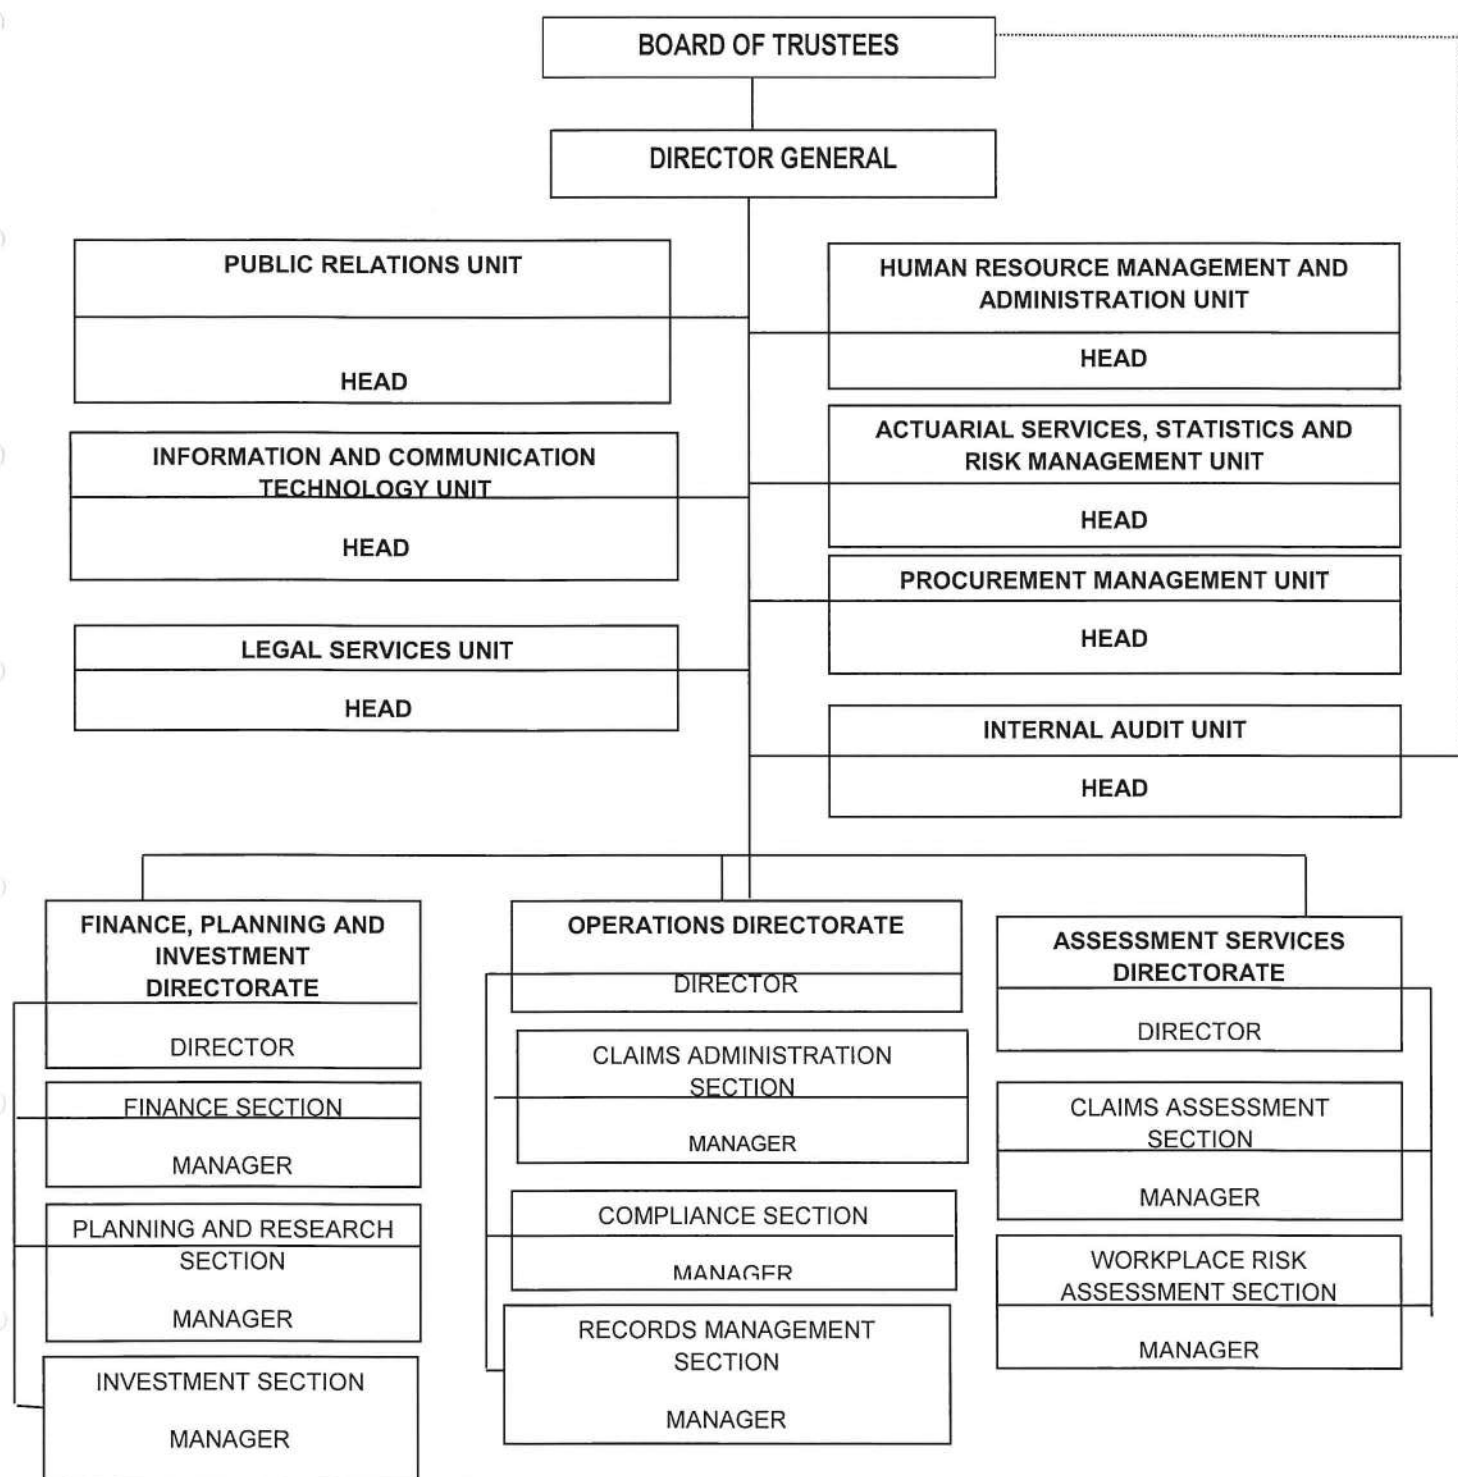 BOARD OF TRUSTEES
DIRECTOR GENERAL
PUBLIC RELATIONS UNIT
HEAD
HUMAN RESOURCE MANAGEMENT AND
ADMINISTRATION UNIT
HEAD
INFORMATION AND COMMUNICATION
TECHNOLOGY UNIT
HEAD
ACTUARIAL SERVICES, STATISTICS AND
RISK MANAGEMENT UNIT
HEAD
PROCUREMENT MANAGEMENT UNIT
HEAD
LEGAL SERVICES UNIT
HEAD
INTERNAL AUDIT UNIT
HEAD
FINANCE, PLANNING AND
INVESTMENT
DIRECTORATE
DIRECTOR
FINANCE SECTION
MANAGER
PLANNING AND RESEARCH
SECTION
MANAGER
INVESTMENT SECTION
MANAGER
OPERATIONS DIRECTORATE
DIRECTOR
CLAIMS ADMINISTRATION
SECTION
MANAGER
COMPLIANCE SECTION
MANAGER
RECORDS MANAGEMENT
SECTION
MANAGER
ASSESSMENT SERVICES
DIRECTORATE
DIRECTOR
CLAIMS ASSESSMENT
SECTION
MANAGER
WORKPLACE RISK
ASSESSMENT SECTION
MANAGER